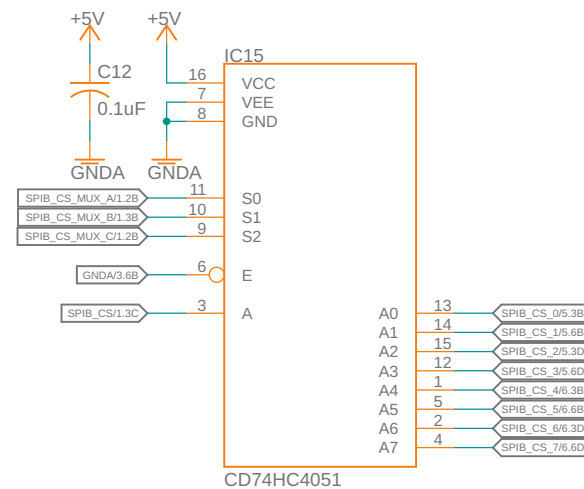 +5V
+5V
IC15
C12
0.1uF
16
VCC
7
VEE
8
GND
GNDA
GNDA
SPIB_CS_MUX_A/1.2B
11
S0
SPIB_CS_MUX_B/1.3B
10
S1
SPIB_CS_MUX_C/1.2B
9
S2
GNDA/3.6B
6
E
SPIB_CS/1.3C
3
A
A0
13
SPIB_CS_0/5.3B
A1
14
SPIB_CS_1/5.6B
A2
15
SPIB_CS_2/5.3D
A3
12
SPIB_CS_3/5.6D
A4
1
SPIB_CS_4/6.3B
A5
5
SPIB_CS_5/6.6B
A6
2
SPIB_CS_6/6.3D
A7
4
SPIB_CS_7/6.6D
CD74HC4051